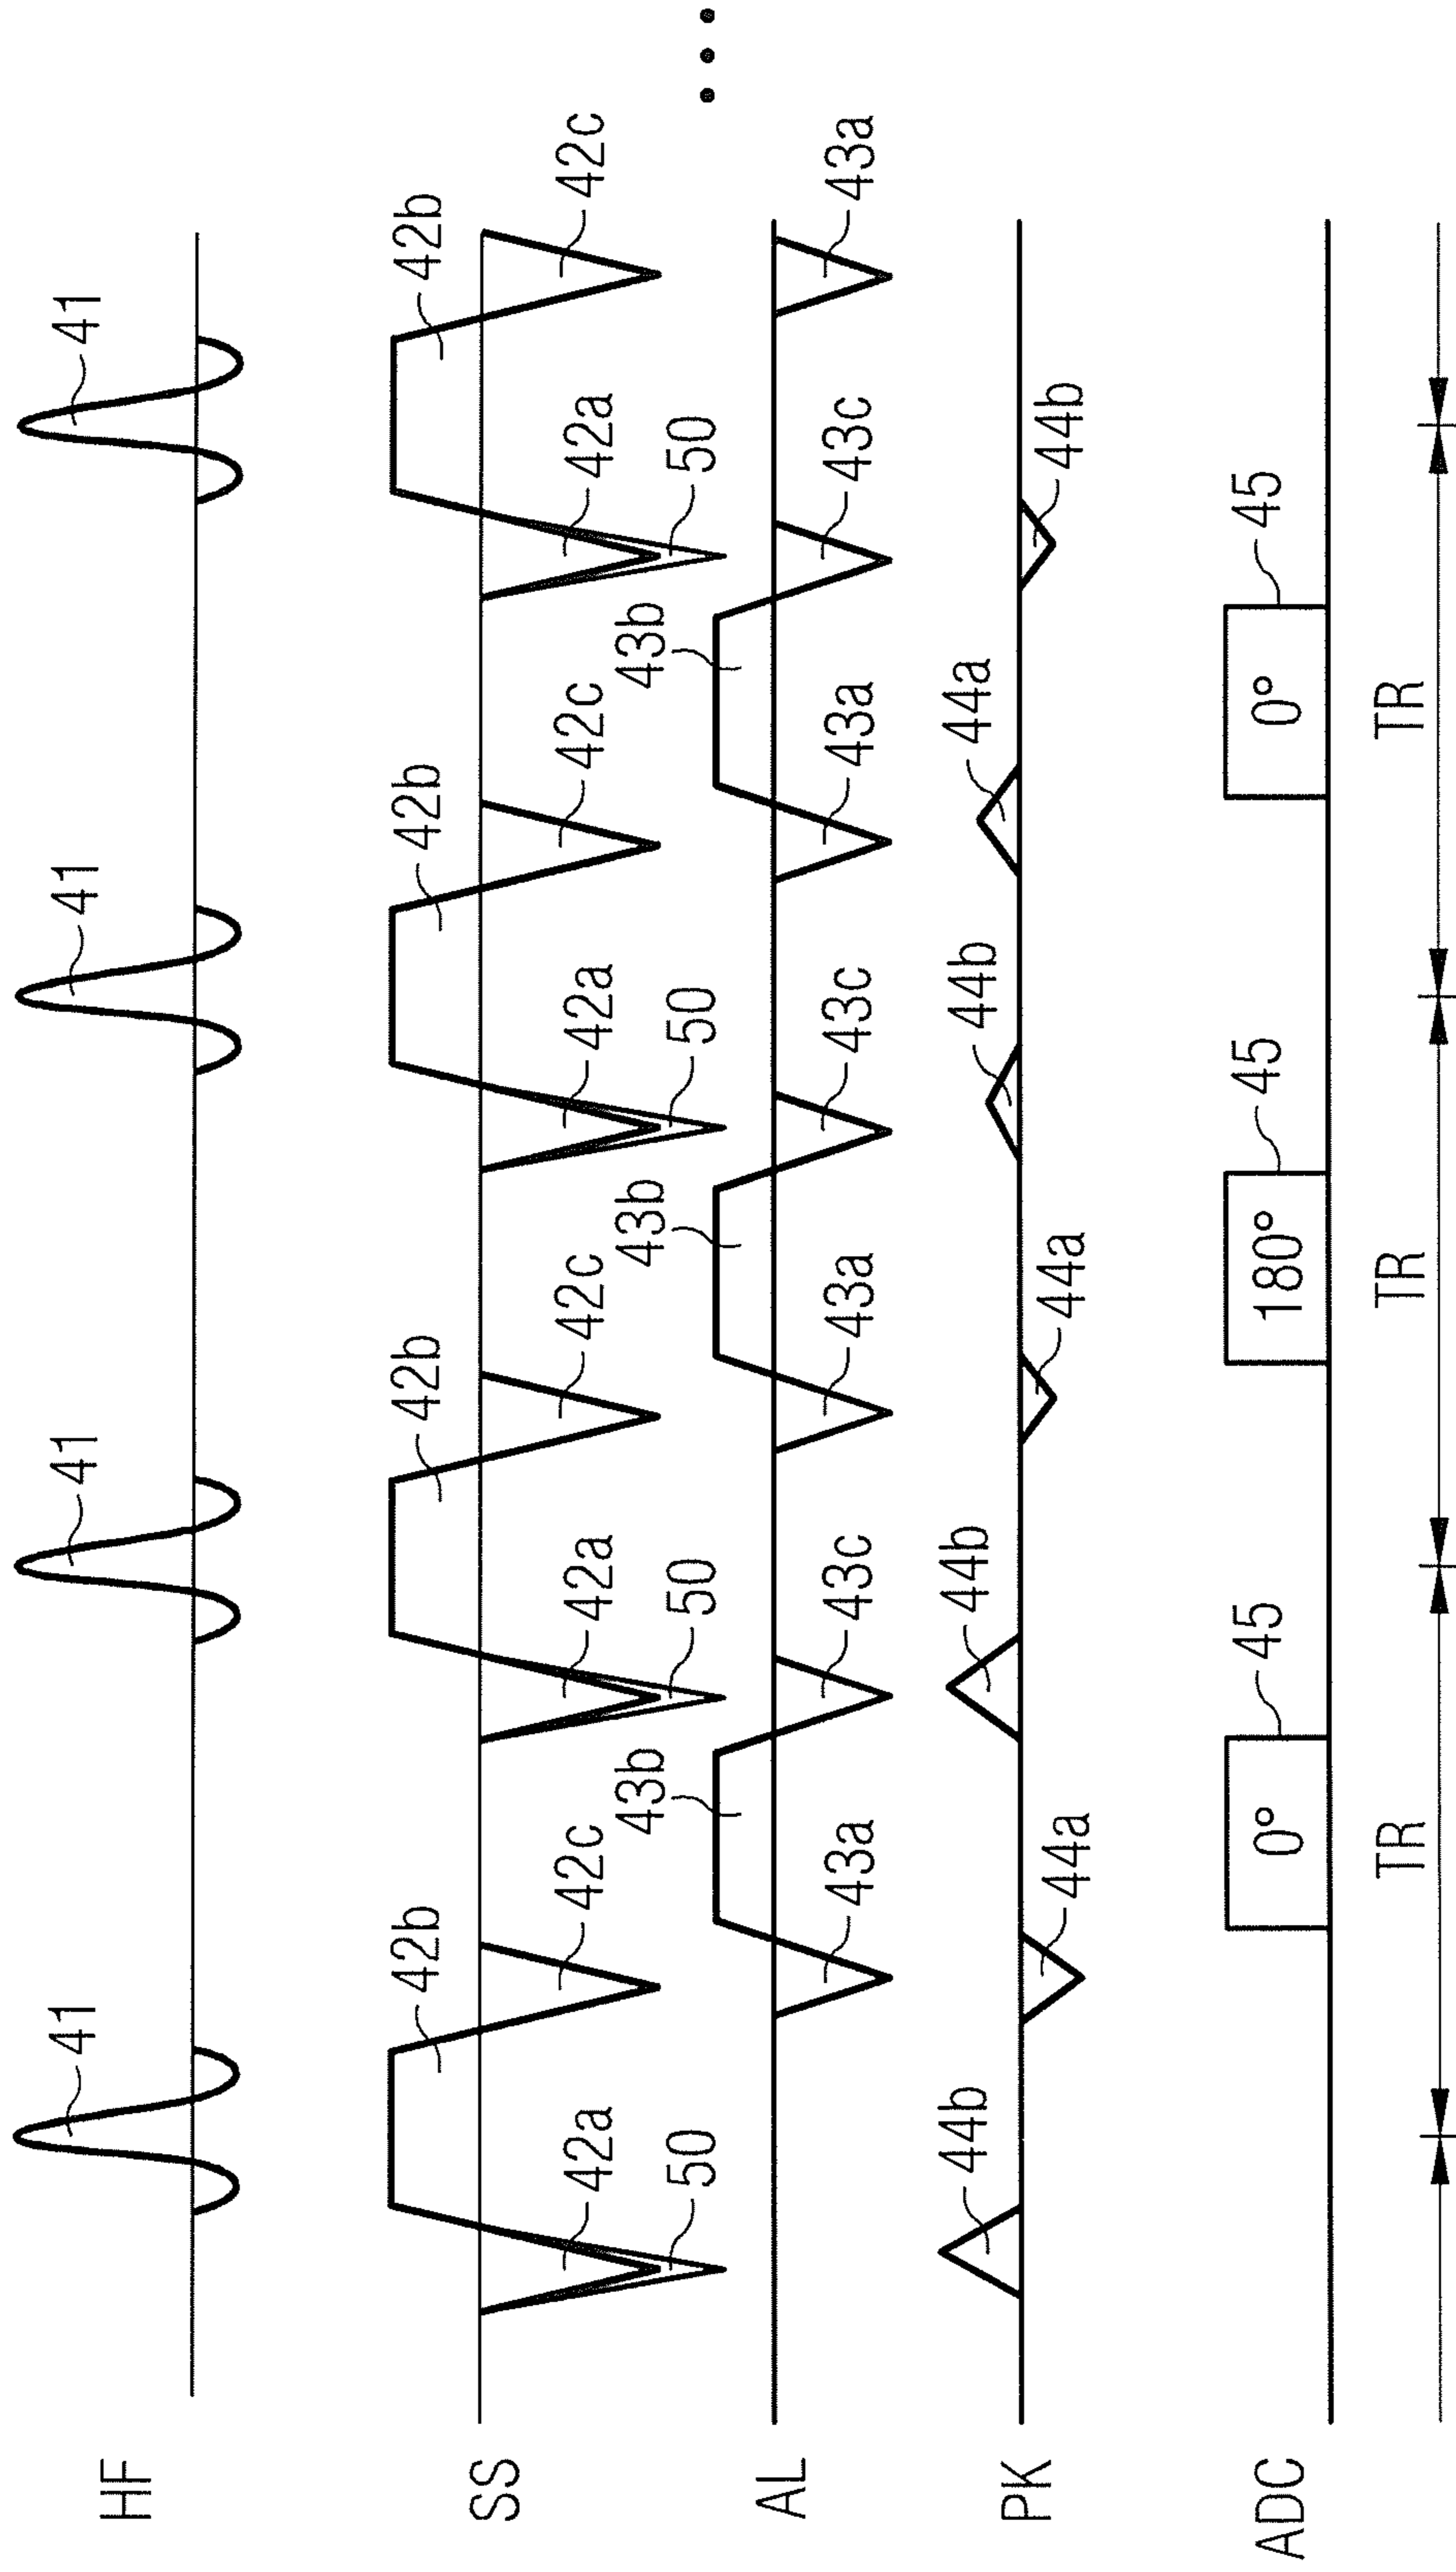 41 41 41 41
HF
42b 42b 42b 42b
SS
42a 42c 42a 42c 42a 42c 42a 42c
43b 43b 43b
50 50 50 50
AL
43a 43c 43a 43c 43a 43c 43a
44b 44b 44b 44a
PK
44a 44a 44b
45 45 45
ADC
0° 180° 0°
TR TR TR